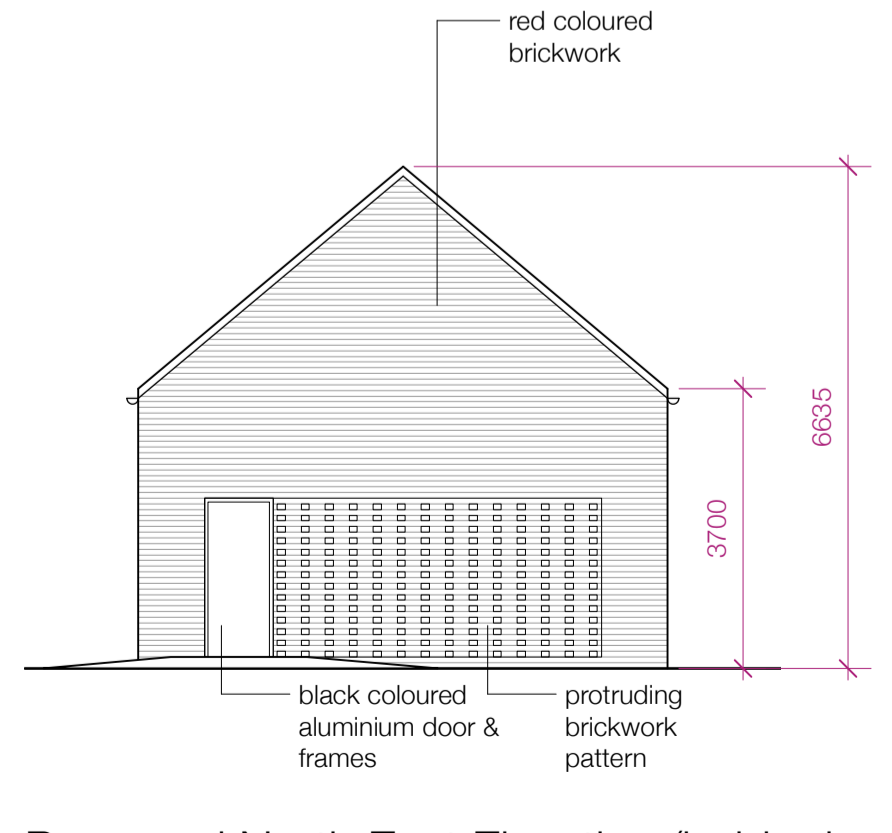 red coloured
brickwork
6635
3700
black coloured
aluminium door &
frames
protruding
brickwork
pattern